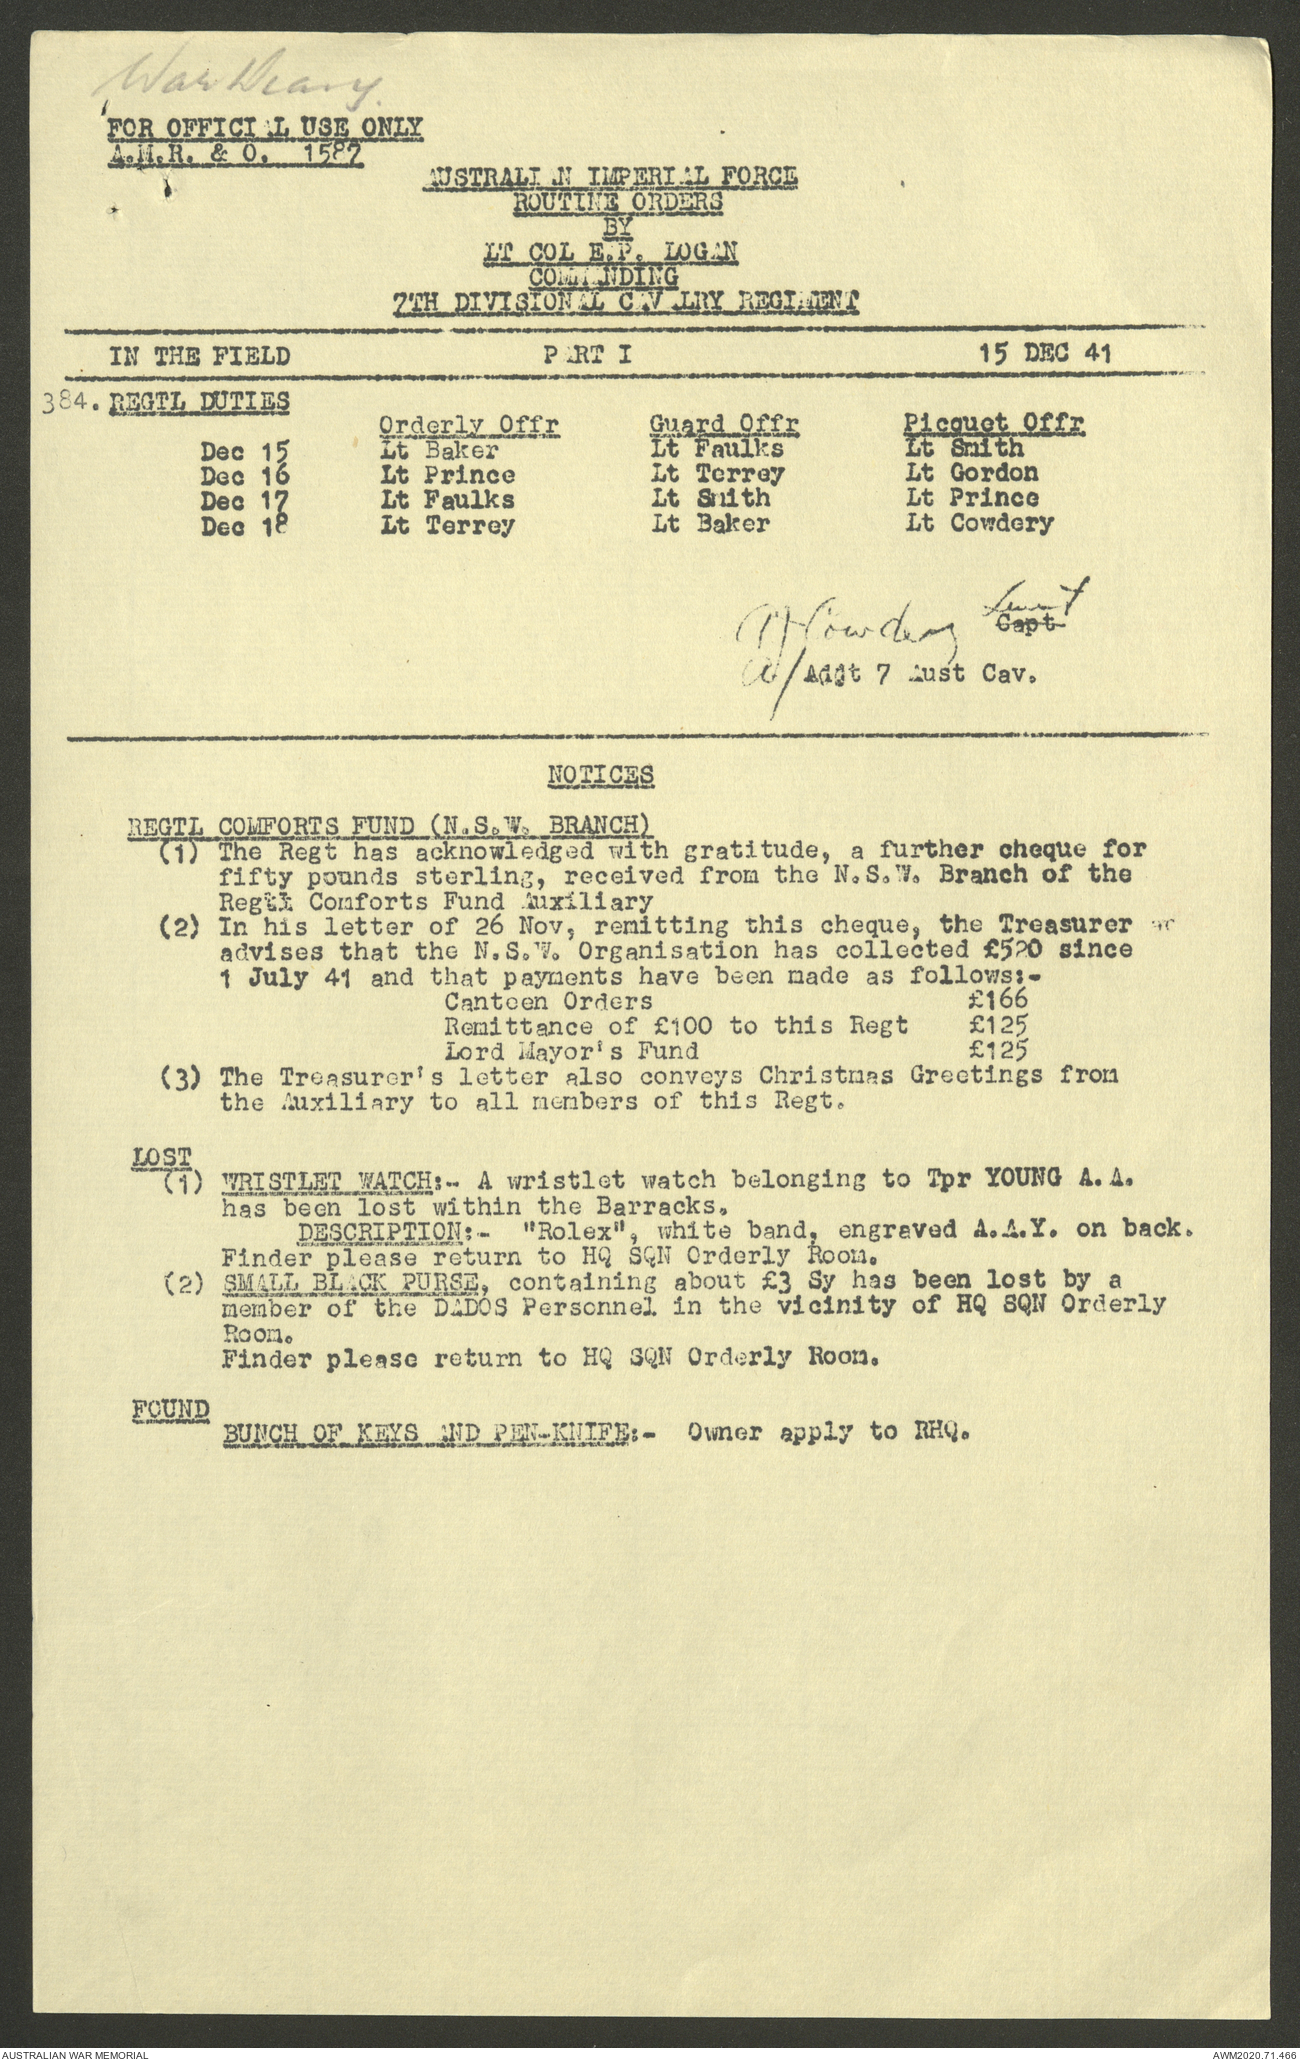 War Diary.
FOR OFFICIAL USE ONLY
A.M.R. & O. 1587
AUSTRALIAN IMPERIAL FORCE
ROUTINE ORDERS
BY
LT COL E.P. LOGAN
COMMANDING
7TH DIVISIONAL CAVALRY REGIMENT
IN THE FIELD PART I 15 DEC 41
384. REGTL DUTIES
Orderly Offr Guard Offr Picquet Offr
Dec 15 Lt Baker Lt Faulks Lt Smith
Dec 16 Lt Prince Lt Terrey Lt Gordon
Dec 17 Lt Faulks Lt Smith Lt Prince
Dec 18 Lt Terrey Lt Baker Lt Cowdery
Cowdery Lieut
Capt
A/Adjt 7 Aust Cav.
NOTICES
REGTL COMFORTS FUND (N.S.W. BRANCH)
(1) The Regt has acknowledged with gratitude, a further cheque for
fifty pounds sterling, received from the N.S.W. Branch of the
Regtl Comforts Fund Auxiliary
(2) In his letter of 26 Nov, remitting this cheque, the Treasurer
advises that the N.S.W. Organisation has collected £520 since
1 July 41 and that payments have been made as follows:-
Canteen Orders £166
Remittance of £100 to this Regt £125
Lord Mayor's Fund £125
(3) The Treasurer's letter also conveys Christmas Greetings from
the Auxiliary to all members of this Regt.
LOST
(1) WRISTLET WATCH:- A wristlet watch belonging to Tpr YOUNG A.A.
has been lost within the Barracks.
DESCRIPTION:- "Rolex", white band, engraved A.A.Y. on back.
Finder please return to HQ SQN Orderly Room.
(2) SMALL BLACK PURSE, containing about £3 Sy has been lost by a
member of the DADOS Personnel in the vicinity of HQ SQN Orderly
Room.
Finder please return to HQ SQN Orderly Room.
FOUND
BUNCH OF KEYS AND PEN-KNIFE:- Owner apply to RHQ.
AUSTRALIAN WAR MEMORIAL AWM2020.71.466